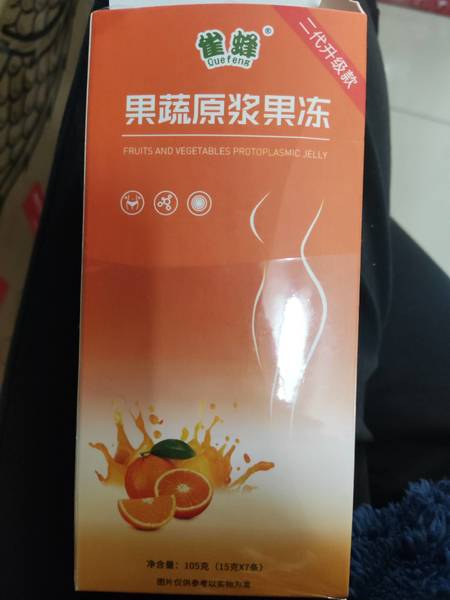 雀蜂®
Quefeng
二代升级款
果蔬原浆果冻
FRUITS AND VEGETABLES PROTOPLASMIC JELLY
净含量：105克（15克X7条）
图片仅供参考以实物为准